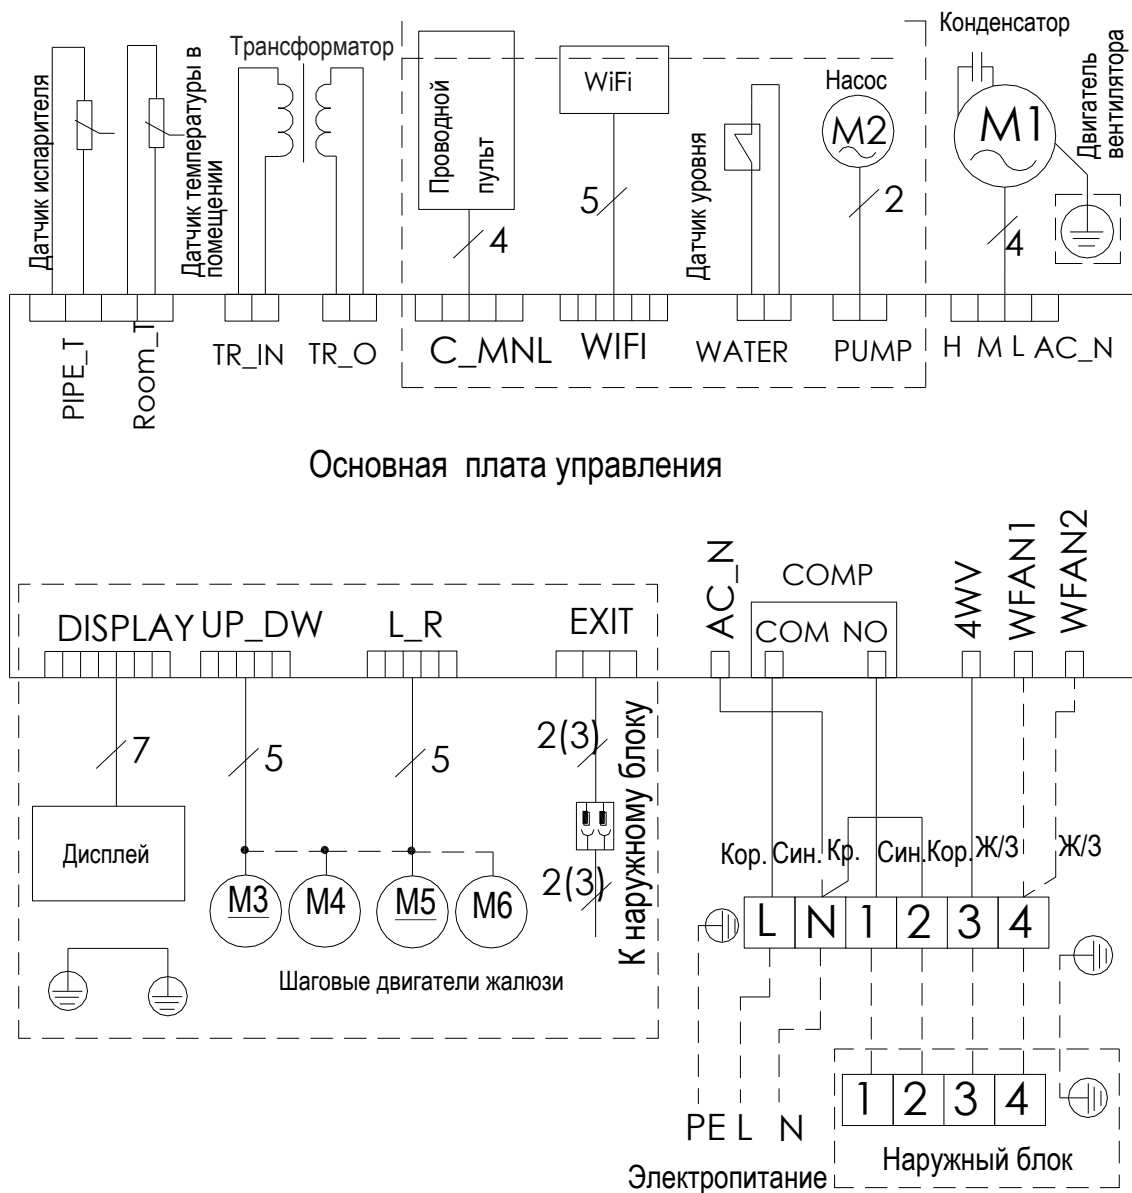 Конденсатор
Трансформатор
Датчик испарителя
Датчик температуры в
помещении
Проводной
пульт
WiFi
Датчик уровня
Насос
M2
M1
Двигатель
вентилятора
4
5
2
4
PIPE_T
Room_T
TR_IN
TR_O
C_MNL
WIFI
WATER
PUMP
H M L AC_N
Основная плата управления
DISPLAY
UP_DW
L_R
EXIT
AC_N
COMP
COM NO
4WV
WFAN1
WFAN2
7
5
5
2(3)
2(3)
К наружному блоку
Дисплей
M3
M4
M5
M6
Шаговые двигатели жалюзи
Кор.
Син.
Кр.
Син.
Кор.
Ж/З
Ж/З
L N 1 2 3 4
1 2 3 4
PE L N
Электропитание
Наружный блок